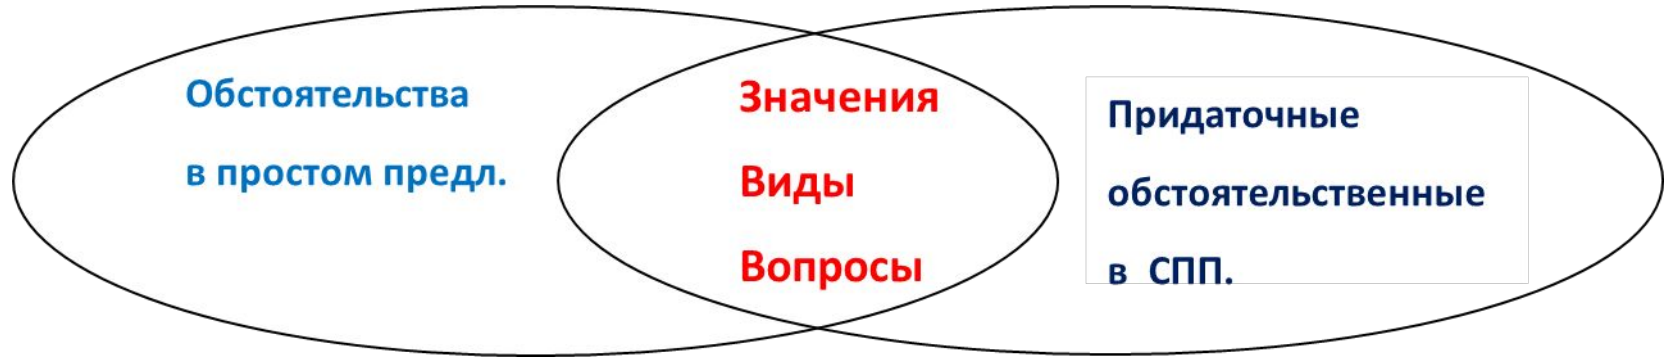 Обстоятельства
в простом предл.
Значения
Виды
Вопросы
Придаточные
обстоятельственные
в СПП.